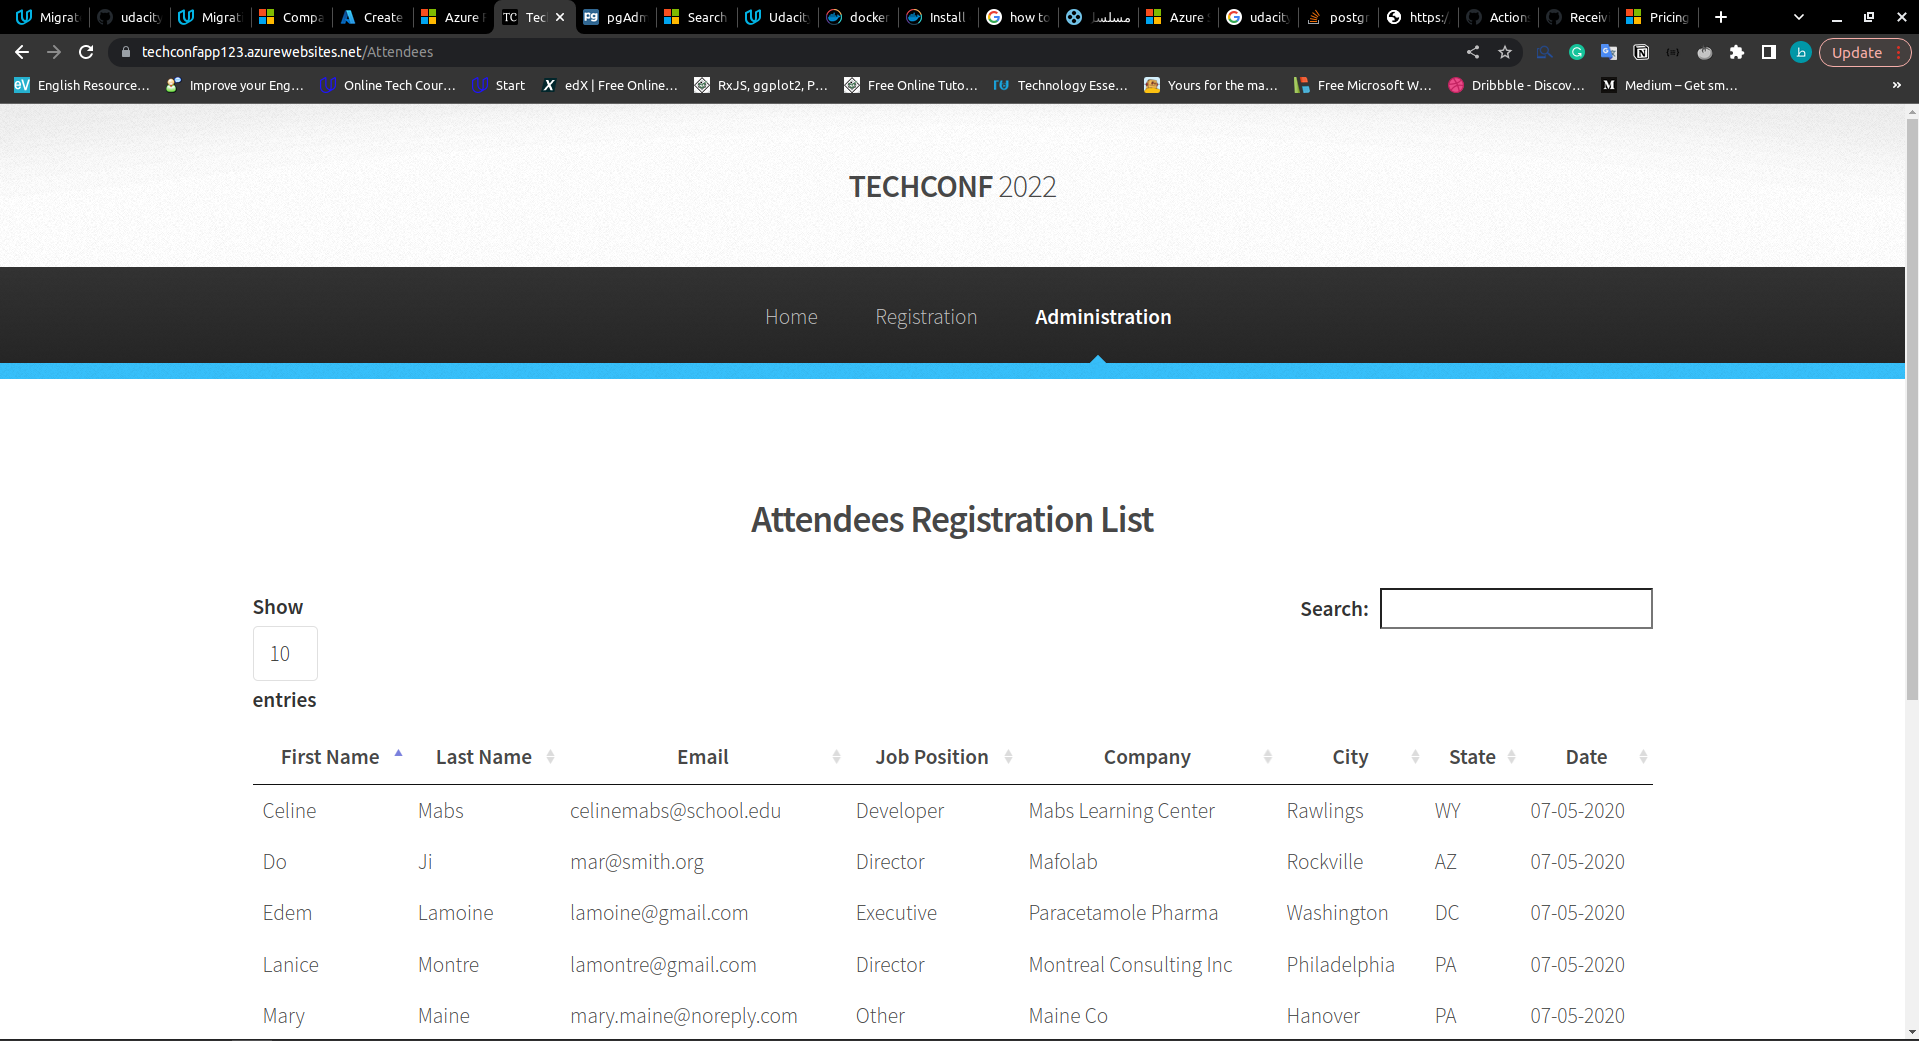 Migrat udacity Migrati Compa Create Azure F TC Tec pgAdm Search Udacity docker Install how to مسلسل Azure S udacity postgr https:/ Action Receiv Pricing
techconfapp123.azurewebsites.net/Attendees Update
English Resource... Improve your Eng... Online Tech Cour... Start edX | Free Online... RxJS, ggplot2, P... Free Online Tuto... Technology Esse... Yours for the ma... Free Microsoft W... Dribbble - Discov... Medium – Get sm... »
TECHCONF 2022
Home Registration Administration
Attendees Registration List
Show
10
entries
Search:
First Name Last Name Email Job Position Company City State Date
Celine Mabs celinemabs@school.edu Developer Mabs Learning Center Rawlings WY 07-05-2020
Do Ji mar@smith.org Director Mafolab Rockville AZ 07-05-2020
Edem Lamoine lamoine@gmail.com Executive Paracetamole Pharma Washington DC 07-05-2020
Lanice Montre lamontre@gmail.com Director Montreal Consulting Inc Philadelphia PA 07-05-2020
Mary Maine mary.maine@noreply.com Other Maine Co Hanover PA 07-05-2020